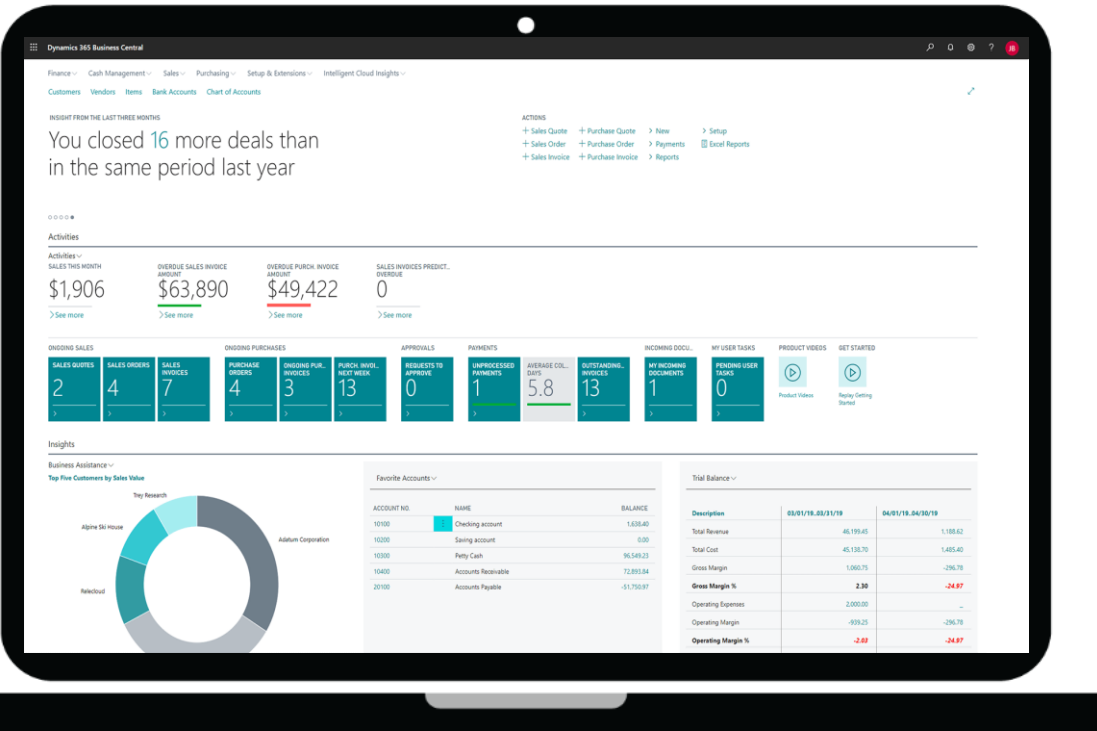 Dynamics 365 Business Central
?
JB
Finance Cash Management Sales Purchasing Setup & Extensions Intelligent Cloud Insights
Customers Vendors Items Bank Accounts Chart of Accounts
INSIGHT FROM THE LAST THREE MONTHS
You closed 16 more deals than
in the same period last year
ACTIONS
+ Sales Quote + Purchase Quote > New > Setup
+ Sales Order + Purchase Order > Payments Excel Reports
+ Sales Invoice + Purchase Invoice > Reports
Activities
Activities
SALES THIS MONTH
$1,906
>See more
OVERDUE SALES INVOICE
AMOUNT
$63,890
>See more
OVERDUE PURCH. INVOICE
AMOUNT
$49,422
>See more
SALES INVOICES PREDICT...
OVERDUE
0
>See more
ONGOING SALES
SALES QUOTES
2
>
SALES ORDERS
4
>
SALES
INVOICES
7
>
ONGOING PURCHASES
PURCHASE
ORDERS
4
>
ONGOING PUR...
INVOICES
3
>
PURCH. INVOI...
NEXT WEEK
13
>
APPROVALS
REQUESTS TO
APPROVE
0
>
PAYMENTS
UNPROCESSED
PAYMENTS
1
>
AVERAGE COL...
DAYS
5.8
OUTSTANDING...
INVOICES
13
>
INCOMING DOCU...
MY INCOMING
DOCUMENTS
1
>
MY USER TASKS
PENDING USER
TASKS
0
>
PRODUCT VIDEOS
Product Videos
GET STARTED
Replay Getting
Started
Insights
Business Assistance
Top Five Customers by Sales Value
Trey Research
Alpine Ski House
Adatum Corporation
Relecloud
Favorite Accounts
ACCOUNT NO. NAME BALANCE
10100 Checking account 1,638.40
10200 Saving account 0.00
10300 Petty Cash 96,549.23
10400 Accounts Receivable 72,893.84
20100 Accounts Payable -51,750.97
Trial Balance
Description 03/01/19..03/31/19 04/01/19..04/30/19
Total Revenue 46,199.45 1,188.62
Total Cost 45,138.70 1,485.40
Gross Margin 1,060.75 -296.78
Gross Margin % 2.30 -24.97
Operating Expenses 2,000.00 _
Operating Margin -939.25 -296.78
Operating Margin % -2.03 -24.97